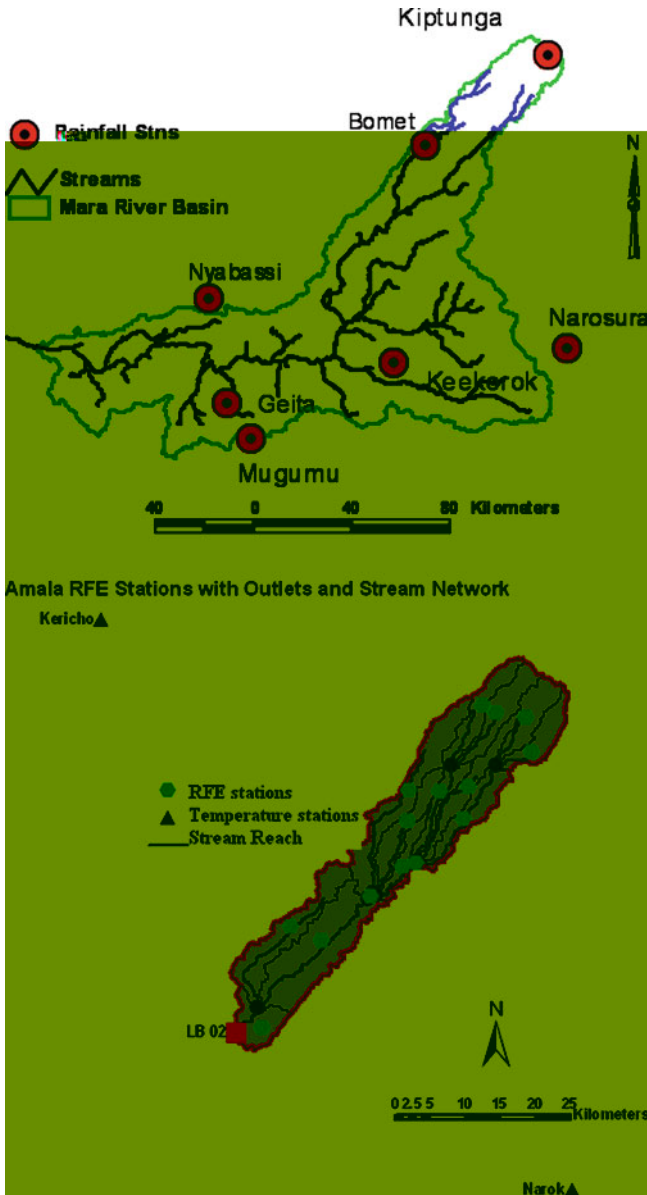 Kiptunga
Bomet
Rainfall Stns
N
Streams
Mara River Basin
Nyabassi
Narosura
Keekorok
Geita
Mugumu
40 0 40 80 Kilometers
Amala RFE Stations with Outlets and Stream Network
Kericho
RFE stations
Temperature stations
Stream Reach
LB 02
N
0 2.5 5 10 15 20 25
Kilometers
Narok